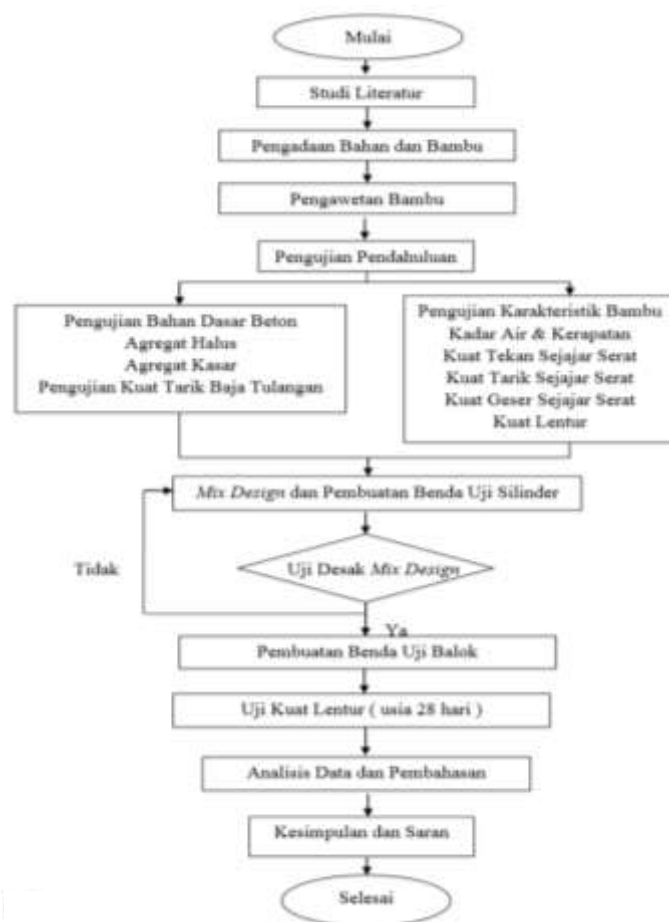 Mulai
Studi Literatur
Pengadaan Bahan dan Bambu
Pengawetan Bambu
Pengujian Pendahuluan
Pengujian Bahan Dasar Beton
Agregat Halus
Agregat Kasar
Pengujian Kuat Tarik Baja Tulangan
Pengujian Karakteristik Bambu
Kadar Air & Kerapatan
Kuat Tekan Sejajar Serat
Kuat Tarik Sejajar Serat
Kuat Geser Sejajar Serat
Kuat Lentur
Mix Design dan Pembuatan Benda Uji Silinder
Tidak
Uji Desak Mix Design
Ya
Pembuatan Benda Uji Balok
Uji Kuat Lentur ( usia 28 hari )
Analisis Data dan Pembahasan
Kesimpulan dan Saran
Selesai